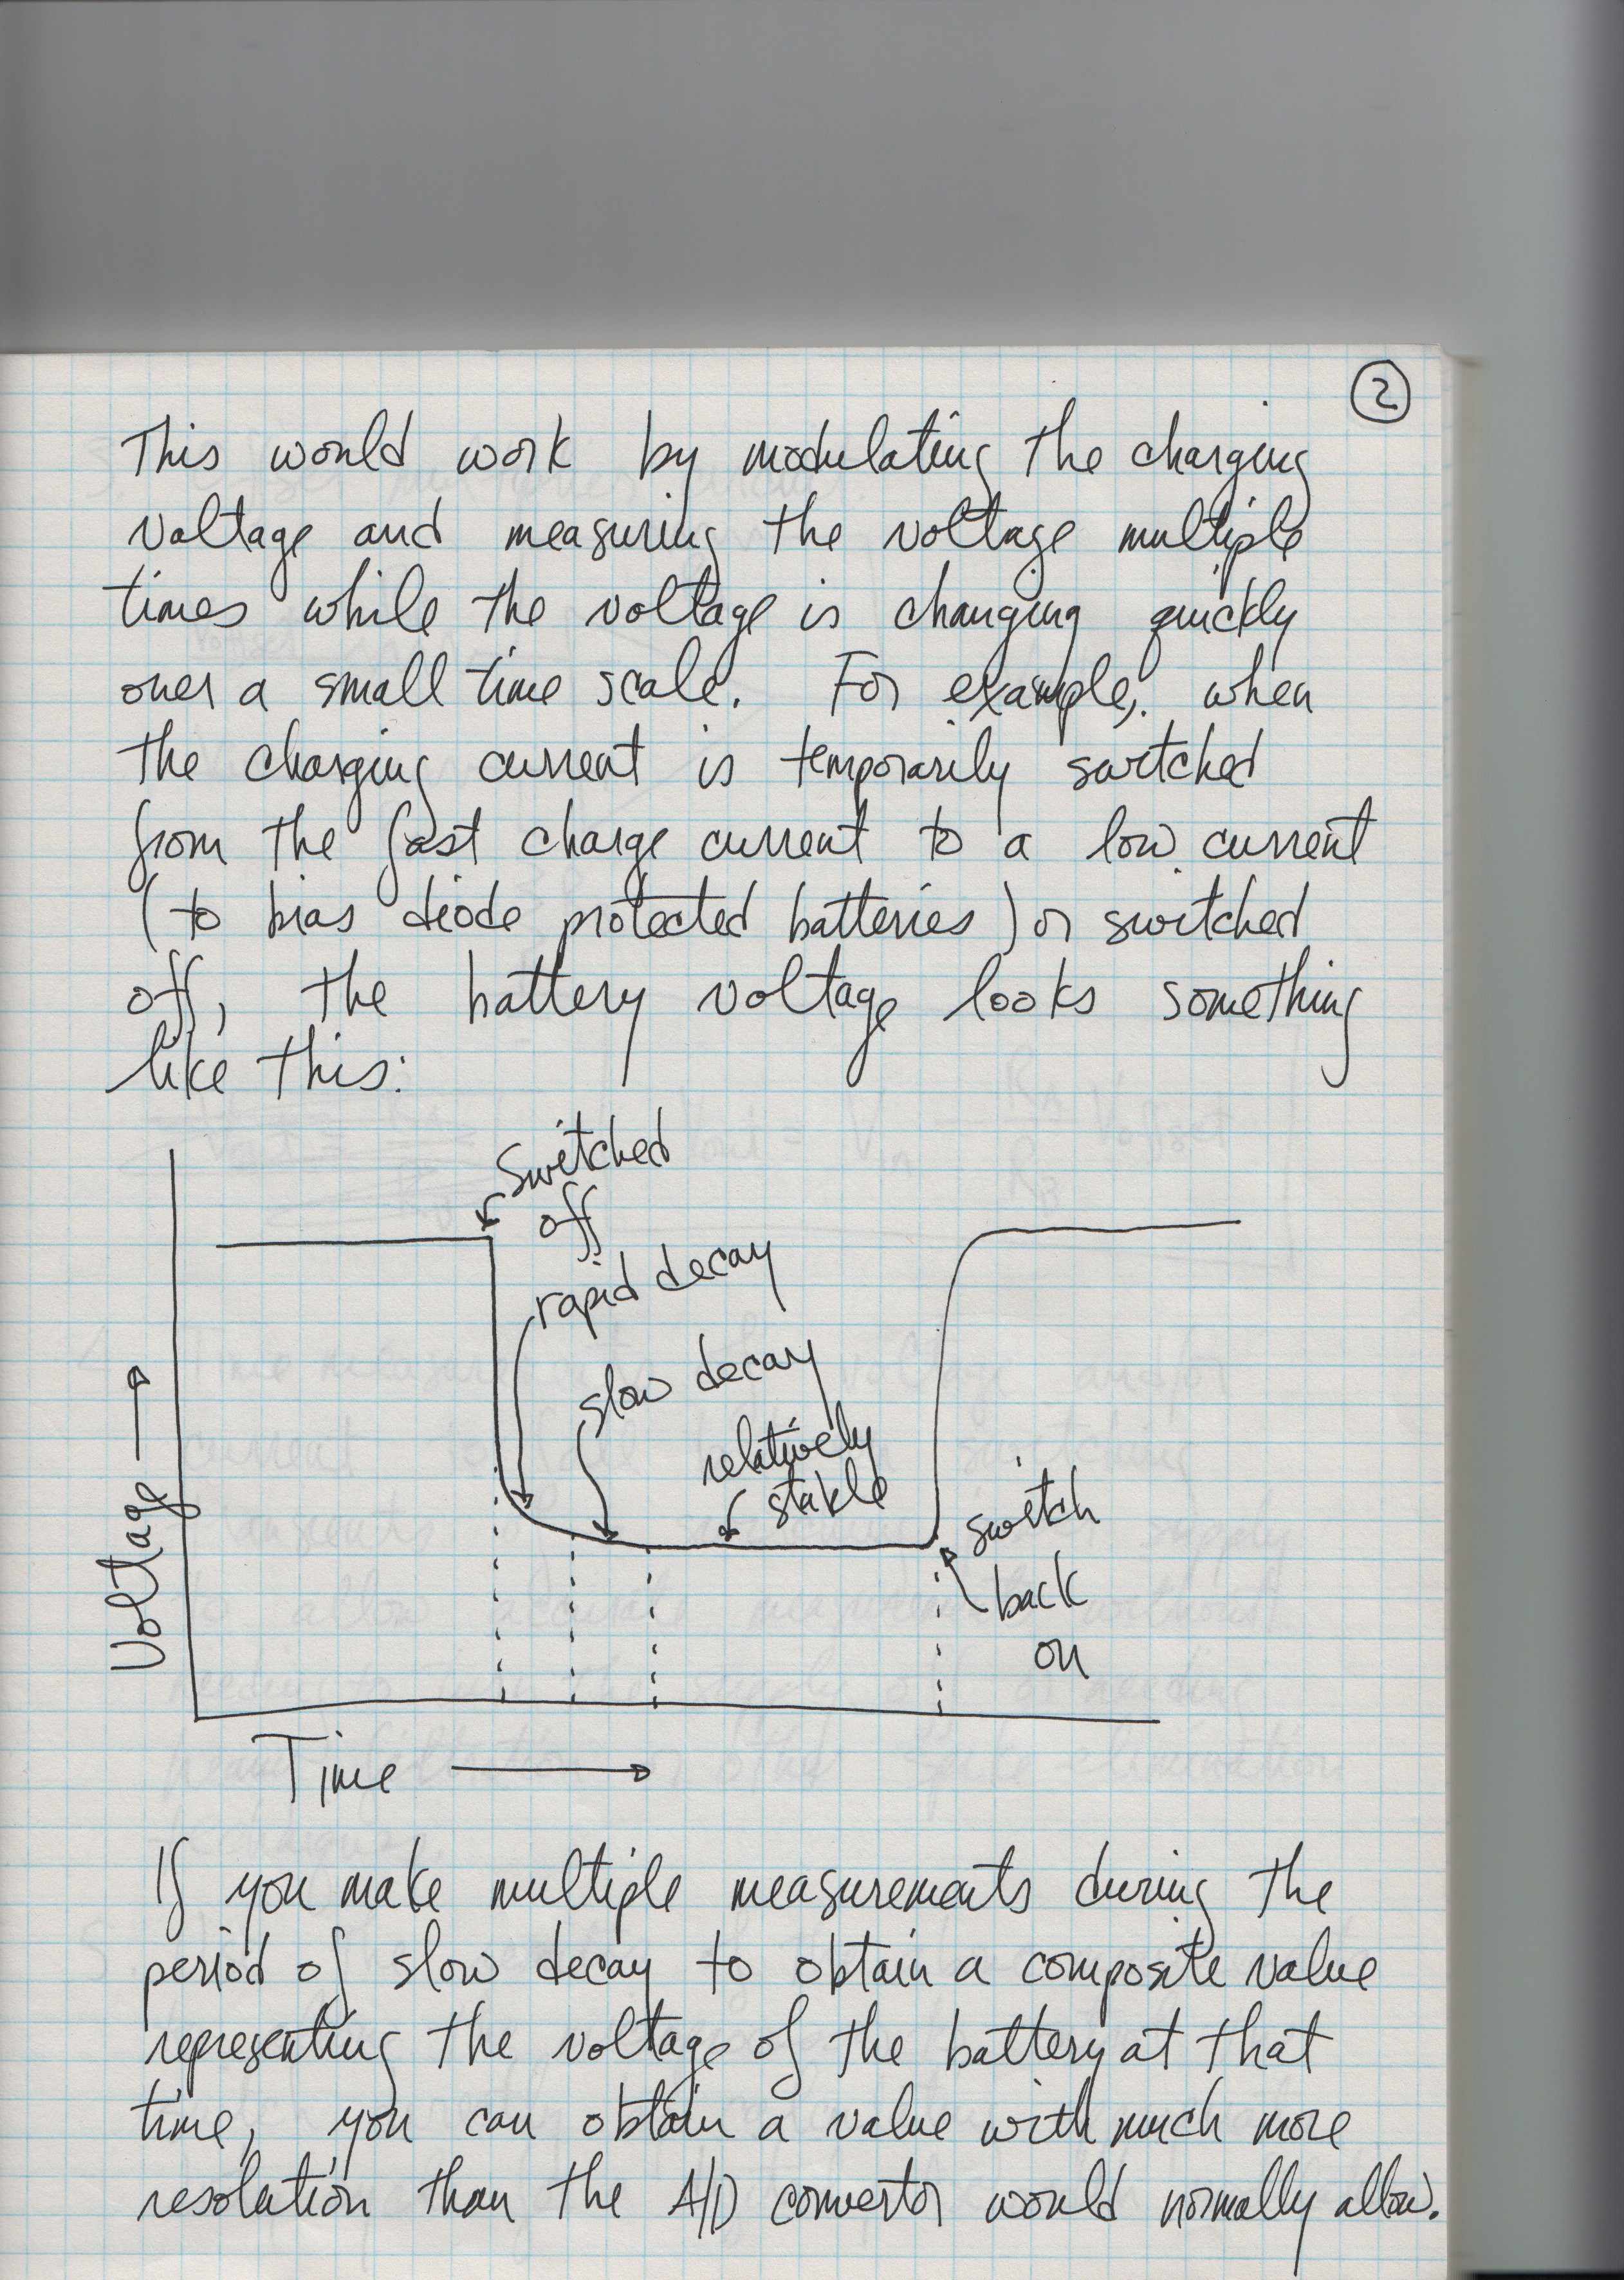 2
This would work by modulating the charging
voltage and measuring the voltage multiple
times while the voltage is changing quickly
over a small time scale. For example, when
the charging current is temporarily switched
from the fast charge current to a low current
(to bias diode protected batteries) or switched
off, the battery voltage looks something
like this:
Switched
off
rapid decay
slow decay
relatively
stable
switch
back
on
Voltage
Time
If you make multiple measurements during the
period of slow decay to obtain a composite value
representing the voltage of the battery at that
time, you can obtain a value with much more
resolution than the A/D convertor would normally allow.